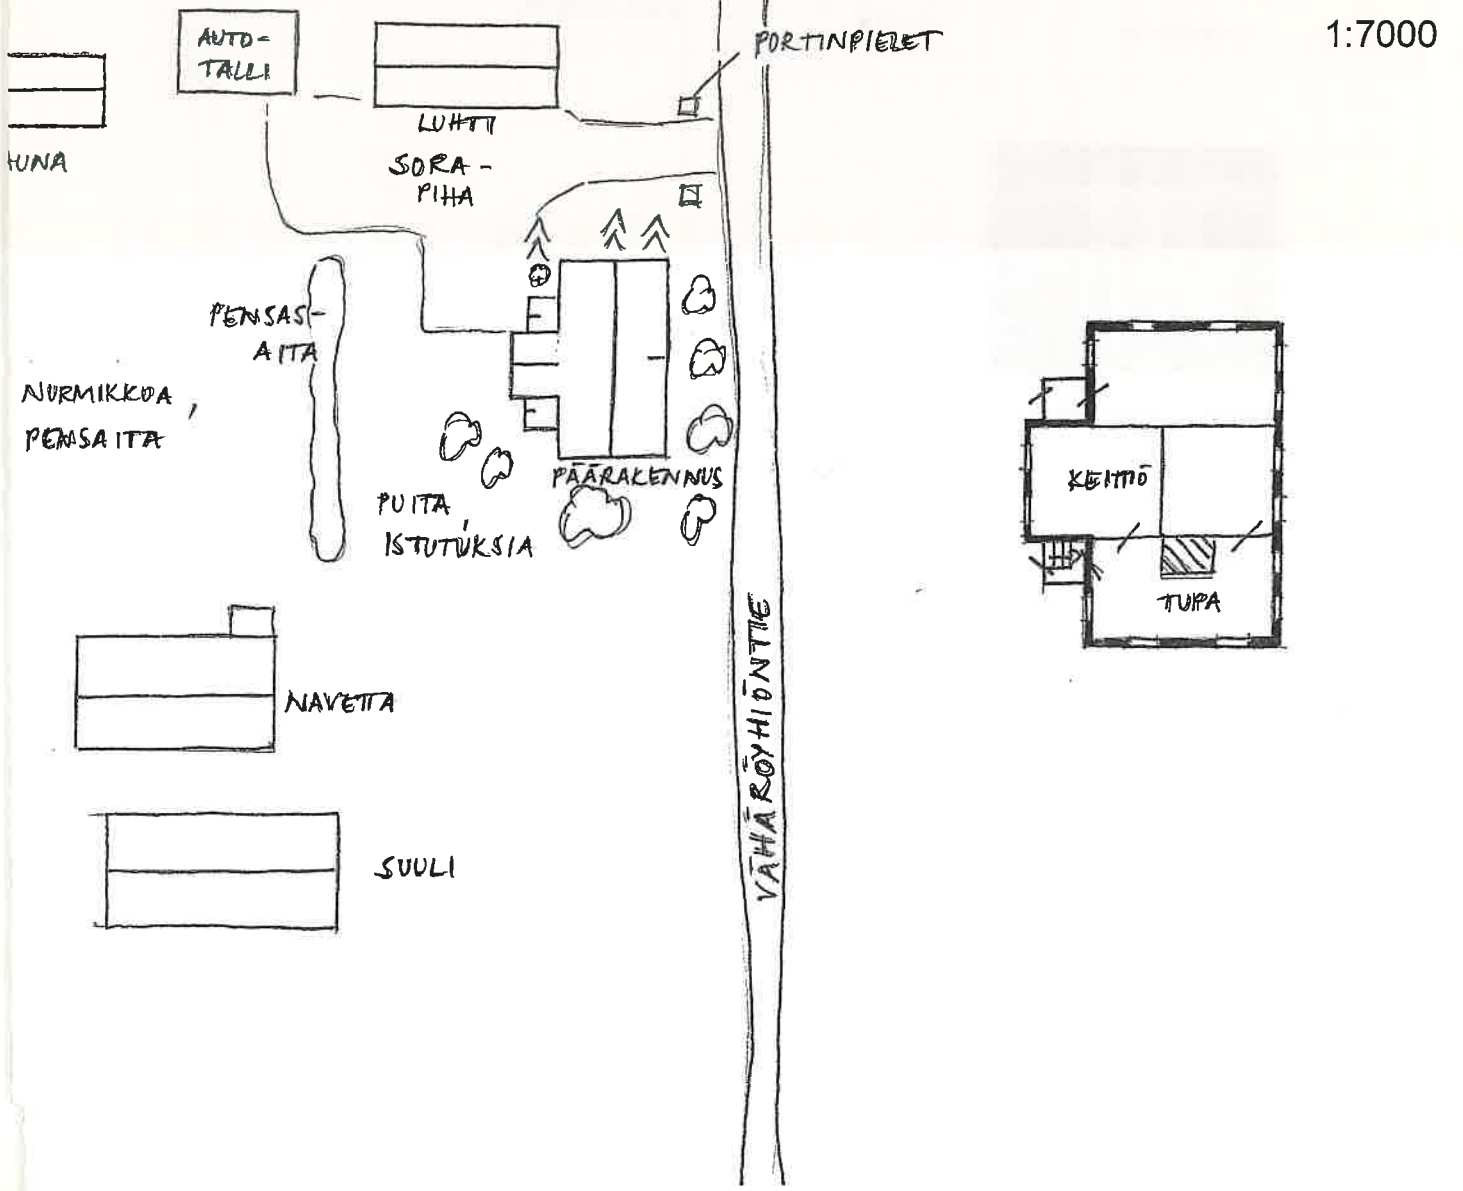 1:7000
AUTO-
TALLI
PORTINPIELET
LUHTI
SORA-
PIHA
UNA
PENSAS-
AITA
NURMIKKOA,
PENSAITA
PÄÄRAKENNUS
PUITA,
ISTUTUKSIA
KEITTIÖ
TUPA
NAVETTA
VÄHÄRÖYHIÖNTIE
SUULI